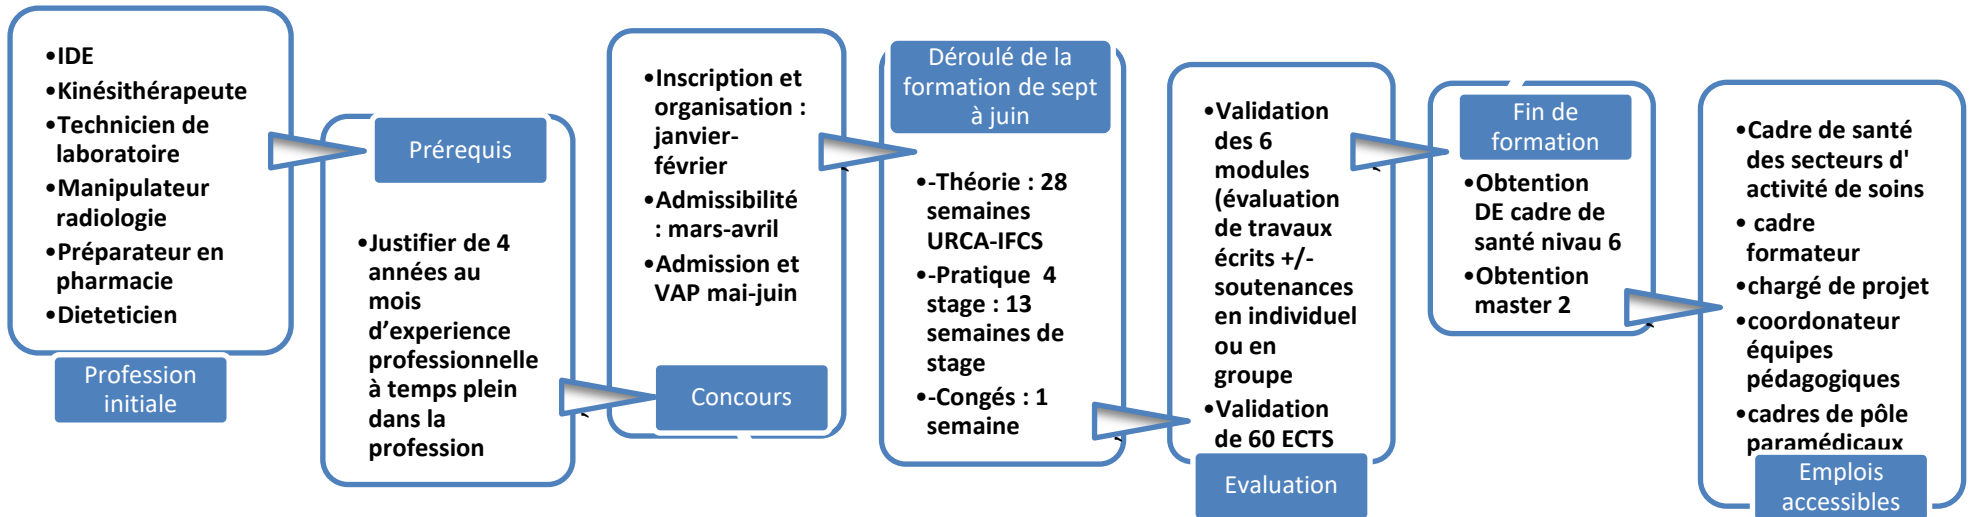 •IDE
•Kinésithérapeute
•Technicien de
laboratoire
•Manipulateur
radiologie
•Préparateur en
pharmacie
•Dieteticien
Profession
initiale
Prérequis
•Justifier de 4
années au
mois
d’experience
professionnelle
à temps plein
dans la
profession
•Inscription et
organisation :
janvier-
février
•Admissibilité
: mars-avril
•Admission et
VAP mai-juin
Concours
Déroulé de la
formation de sept
à juin
•-Théorie : 28
semaines
URCA-IFCS
•-Pratique 4
stage : 13
semaines de
stage
•-Congés : 1
semaine
•Validation
des 6
modules
(évaluation
de travaux
écrits +/-
soutenances
en individuel
ou en
groupe
•Validation
de 60 ECTS
Evaluation
Fin de
formation
•Obtention
DE cadre de
santé nivau 6
•Obtention
master 2
•Cadre de santé
des secteurs d'
activité de soins
• cadre
formateur
•chargé de projet
•coordonateur
équipes
pédagogiques
•cadres de pôle
paramédicaux
Emplois
accessibles